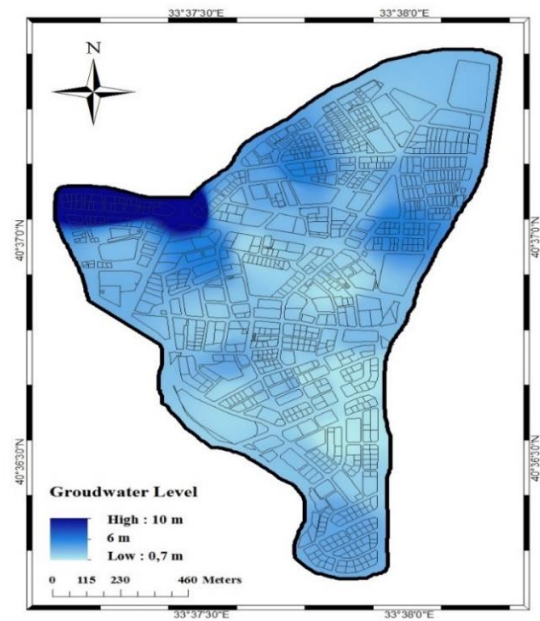 33°37'30"E 33°38'0"E
N
40°37'0"N 40°37'0"N
40°36'30"N 40°36'30"N
Groudwater Level
High : 10 m
6 m
Low : 0,7 m
0 115 230 460 Meters
33°37'30"E 33°38'0"E